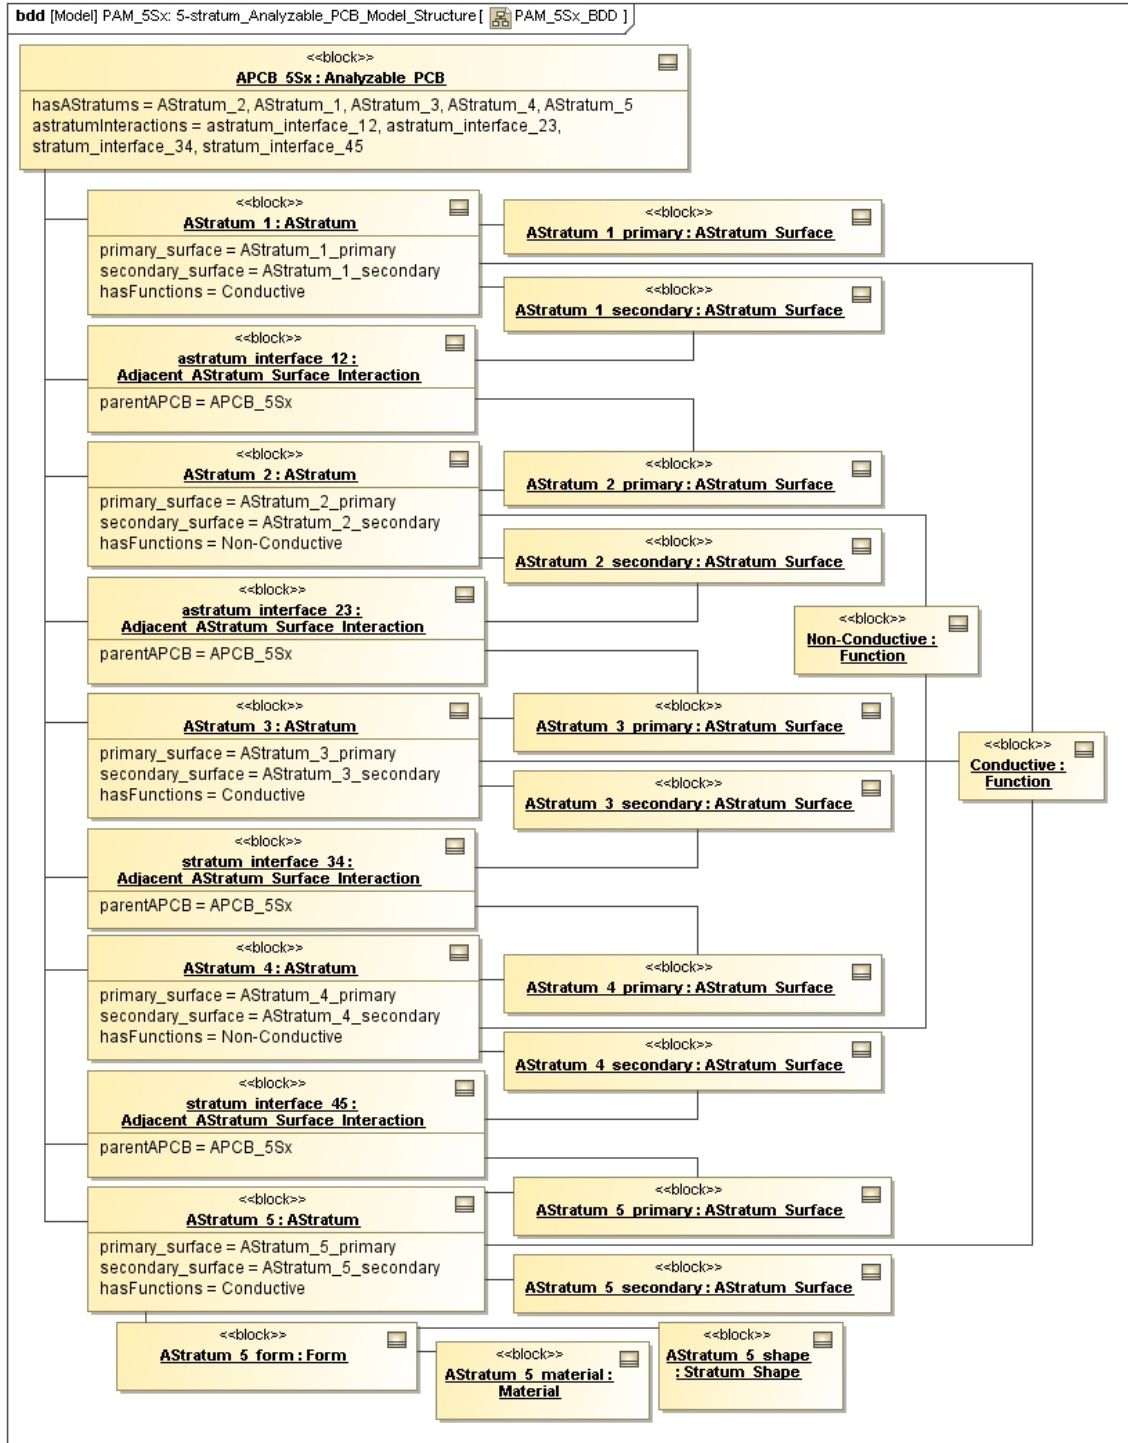 bdd [Model] PAM_5Sx: 5-stratum_Analyzable_PCB_Model_Structure [ PAM_5Sx_BDD ]
<<block>>
APCB_5Sx : Analyzable_PCB
hasAStratums = AStratum_2, AStratum_1, AStratum_3, AStratum_4, AStratum_5
astratumInteractions = astratum_interface_12, astratum_interface_23,
stratum_interface_34, stratum_interface_45
<<block>>
AStratum_1 : AStratum
primary_surface = AStratum_1_primary
secondary_surface = AStratum_1_secondary
hasFunctions = Conductive
<<block>>
AStratum_1_primary : AStratum_Surface
<<block>>
AStratum_1_secondary : AStratum_Surface
<<block>>
astratum_interface_12 :
Adjacent_AStratum_Surface_Interaction
parentAPCB = APCB_5Sx
<<block>>
AStratum_2 : AStratum
primary_surface = AStratum_2_primary
secondary_surface = AStratum_2_secondary
hasFunctions = Non-Conductive
<<block>>
AStratum_2_primary : AStratum_Surface
<<block>>
AStratum_2_secondary : AStratum_Surface
<<block>>
astratum_interface_23 :
Adjacent_AStratum_Surface_Interaction
parentAPCB = APCB_5Sx
<<block>>
Non-Conductive :
Function
<<block>>
AStratum_3 : AStratum
primary_surface = AStratum_3_primary
secondary_surface = AStratum_3_secondary
hasFunctions = Conductive
<<block>>
AStratum_3_primary : AStratum_Surface
<<block>>
Conductive :
Function
<<block>>
AStratum_3_secondary : AStratum_Surface
<<block>>
stratum_interface_34 :
Adjacent_AStratum_Surface_Interaction
parentAPCB = APCB_5Sx
<<block>>
AStratum_4 : AStratum
primary_surface = AStratum_4_primary
secondary_surface = AStratum_4_secondary
hasFunctions = Non-Conductive
<<block>>
AStratum_4_primary : AStratum_Surface
<<block>>
AStratum_4_secondary : AStratum_Surface
<<block>>
stratum_interface_45 :
Adjacent_AStratum_Surface_Interaction
parentAPCB = APCB_5Sx
<<block>>
AStratum_5 : AStratum
primary_surface = AStratum_5_primary
secondary_surface = AStratum_5_secondary
hasFunctions = Conductive
<<block>>
AStratum_5_primary : AStratum_Surface
<<block>>
AStratum_5_secondary : AStratum_Surface
<<block>>
AStratum_5_form : Form
<<block>>
AStratum_5_material :
Material
<<block>>
AStratum_5_shape
: Stratum_Shape